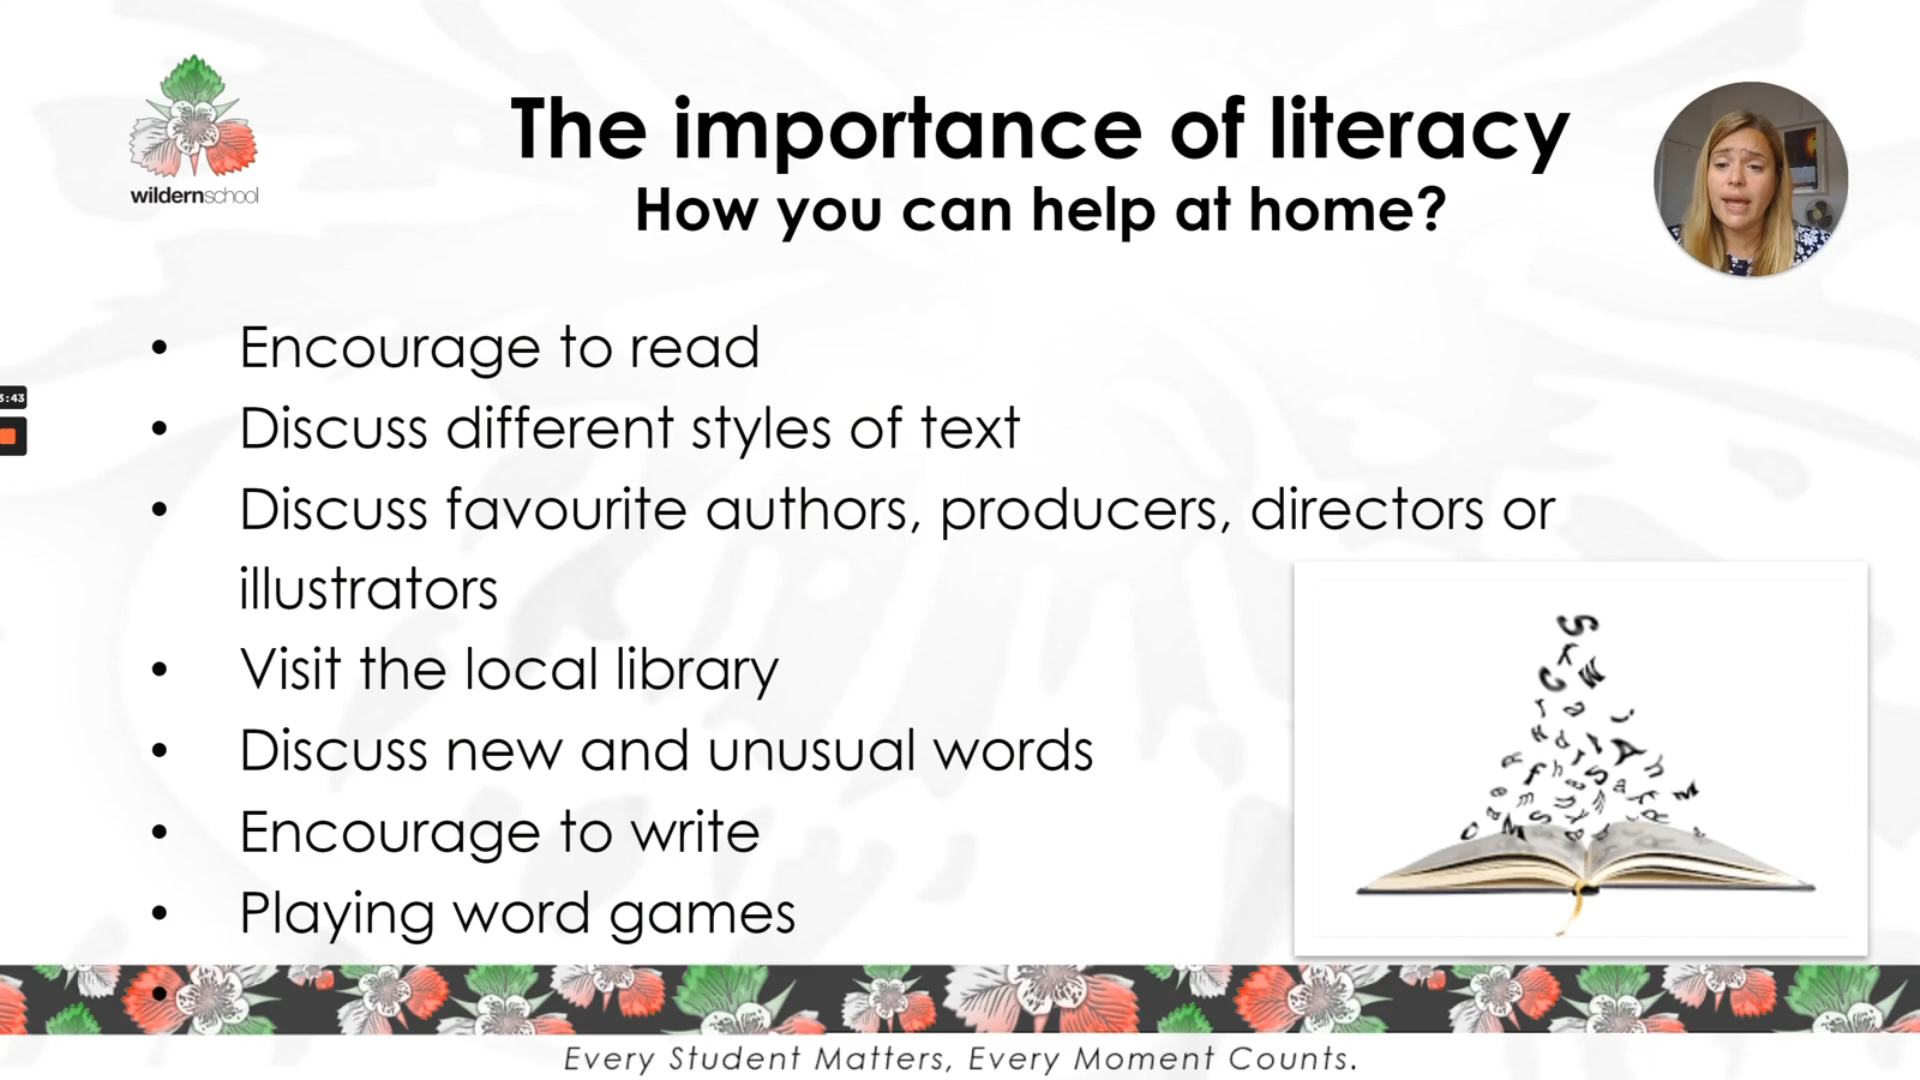 wildernschool
The importance of literacy
How you can help at home?
• Encourage to read
• Discuss different styles of text
• Discuss favourite authors, producers, directors or
illustrators
• Visit the local library
• Discuss new and unusual words
• Encourage to write
• Playing word games
•
:43
Every Student Matters, Every Moment Counts.